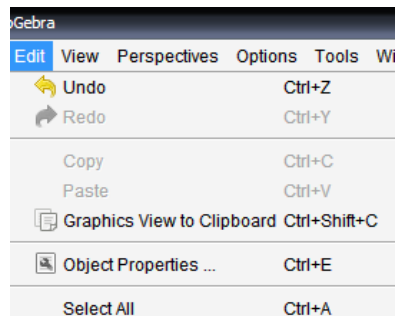 oGebra
Edit View Perspectives Options Tools Wi
Undo Ctrl+Z
Redo Ctrl+Y
Copy Ctrl+C
Paste Ctrl+V
Graphics View to Clipboard Ctrl+Shift+C
Object Properties ... Ctrl+E
Select All Ctrl+A